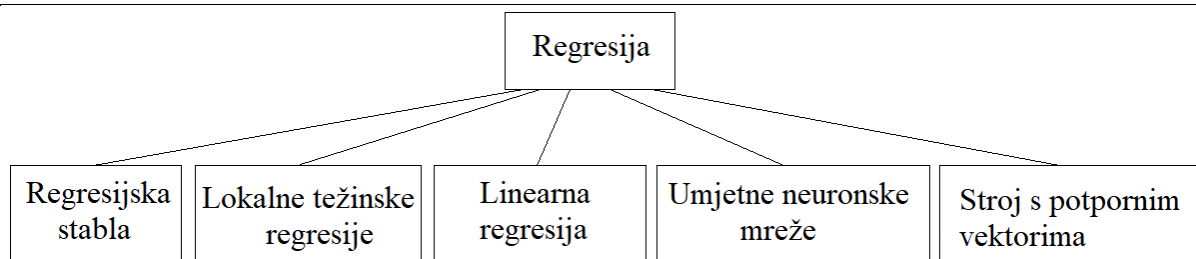 Regresija
Regresijska
stabla
Lokalne težinske
regresije
Linearna
regresija
Umjetne neuronske
mreže
Stroj s potpornim
vektorima